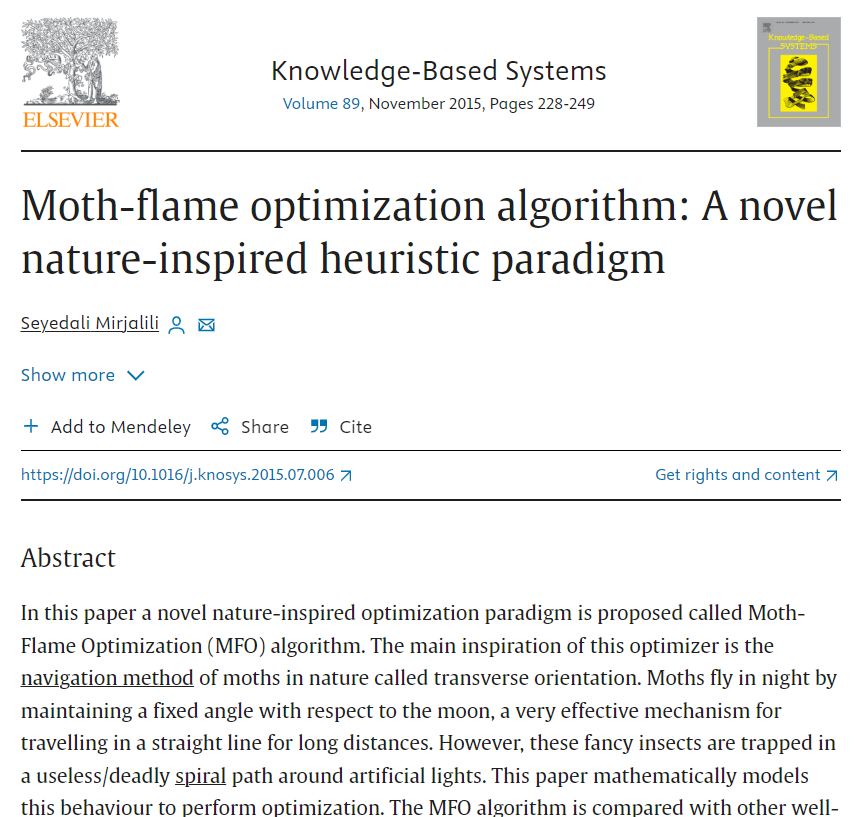 ELSEVIER
Knowledge-Based Systems
Volume 89, November 2015, Pages 228-249
Knowledge-Based
SYSTEMS
Moth-flame optimization algorithm: A novel
nature-inspired heuristic paradigm
Seyedali Mirjalili
Show more
Add to Mendeley
Share
Cite
https://doi.org/10.1016/j.knosys.2015.07.006
Get rights and content
Abstract
In this paper a novel nature-inspired optimization paradigm is proposed called Moth-
Flame Optimization (MFO) algorithm. The main inspiration of this optimizer is the
navigation method of moths in nature called transverse orientation. Moths fly in night by
maintaining a fixed angle with respect to the moon, a very effective mechanism for
travelling in a straight line for long distances. However, these fancy insects are trapped in
a useless/deadly spiral path around artificial lights. This paper mathematically models
this behaviour to perform optimization. The MFO algorithm is compared with other well-